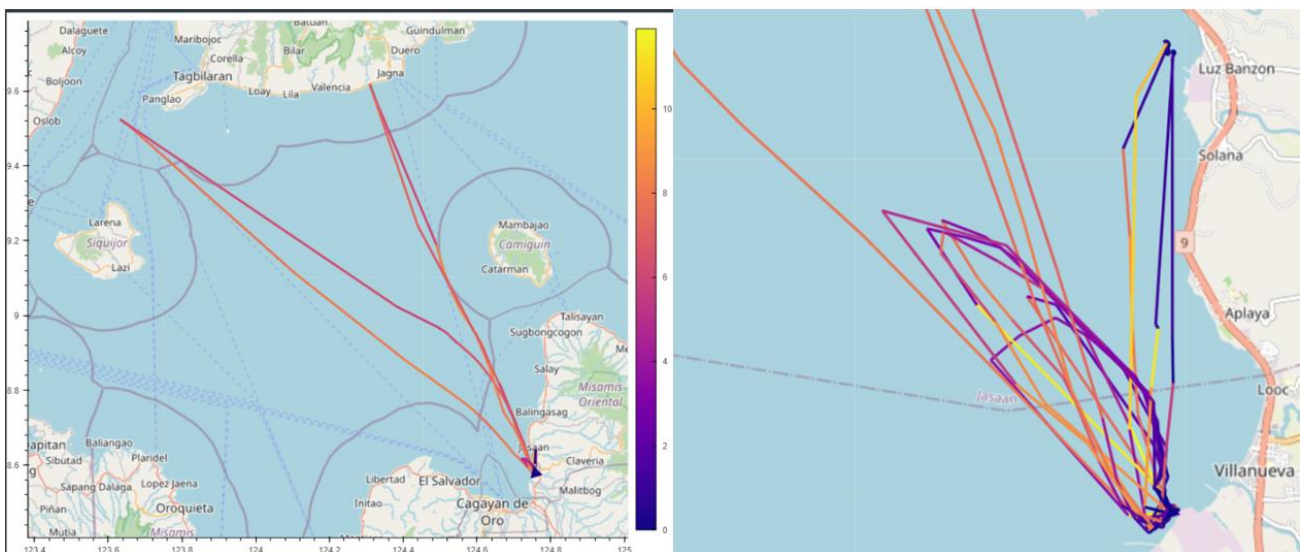 Dalaguete
Batuan
Guindulman
Alcoy
Maribojoc
Bilar
Corella
Duero
Boljoon
Tagbilaran
Jagna
Valencia
Loay
Lila
Panglao
Oslob
9.6
9.4
9.2
9
8.8
8.6
Larena
Siquijor
Lazi
Mambajao
Camiguin
Catarman
Talisayan
Sugbongcogon
Salay
Misamis
Oriental
Balingasag
Jasaan
Claveria
Malitbog
Baliangao
Plaridel
Sibutad
Lopez Jaena
Sapang Dalaga
Piñan
Oroquieta
Mutia
Misamis
Libertad
El Salvador
Initao
Cagayan de
Oro
123.4
123.6
123.8
124
124.2
124.4
124.6
124.8
125
10
8
6
4
2
0
Luz Banzon
Solana
9
Aplaya
Jasaan
Looc
Villanueva